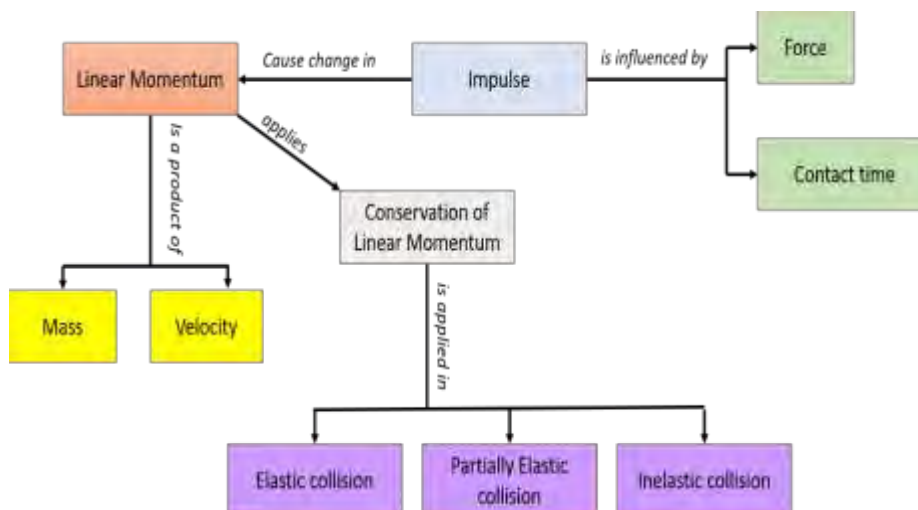 Linear Momentum
Cause change in
Impulse
is influenced by
Force
Contact time
applies
Is a product of
Conservation of
Linear Momentum
Mass
Velocity
is applied in
Elastic collision
Partially Elastic
collision
Inelastic collision